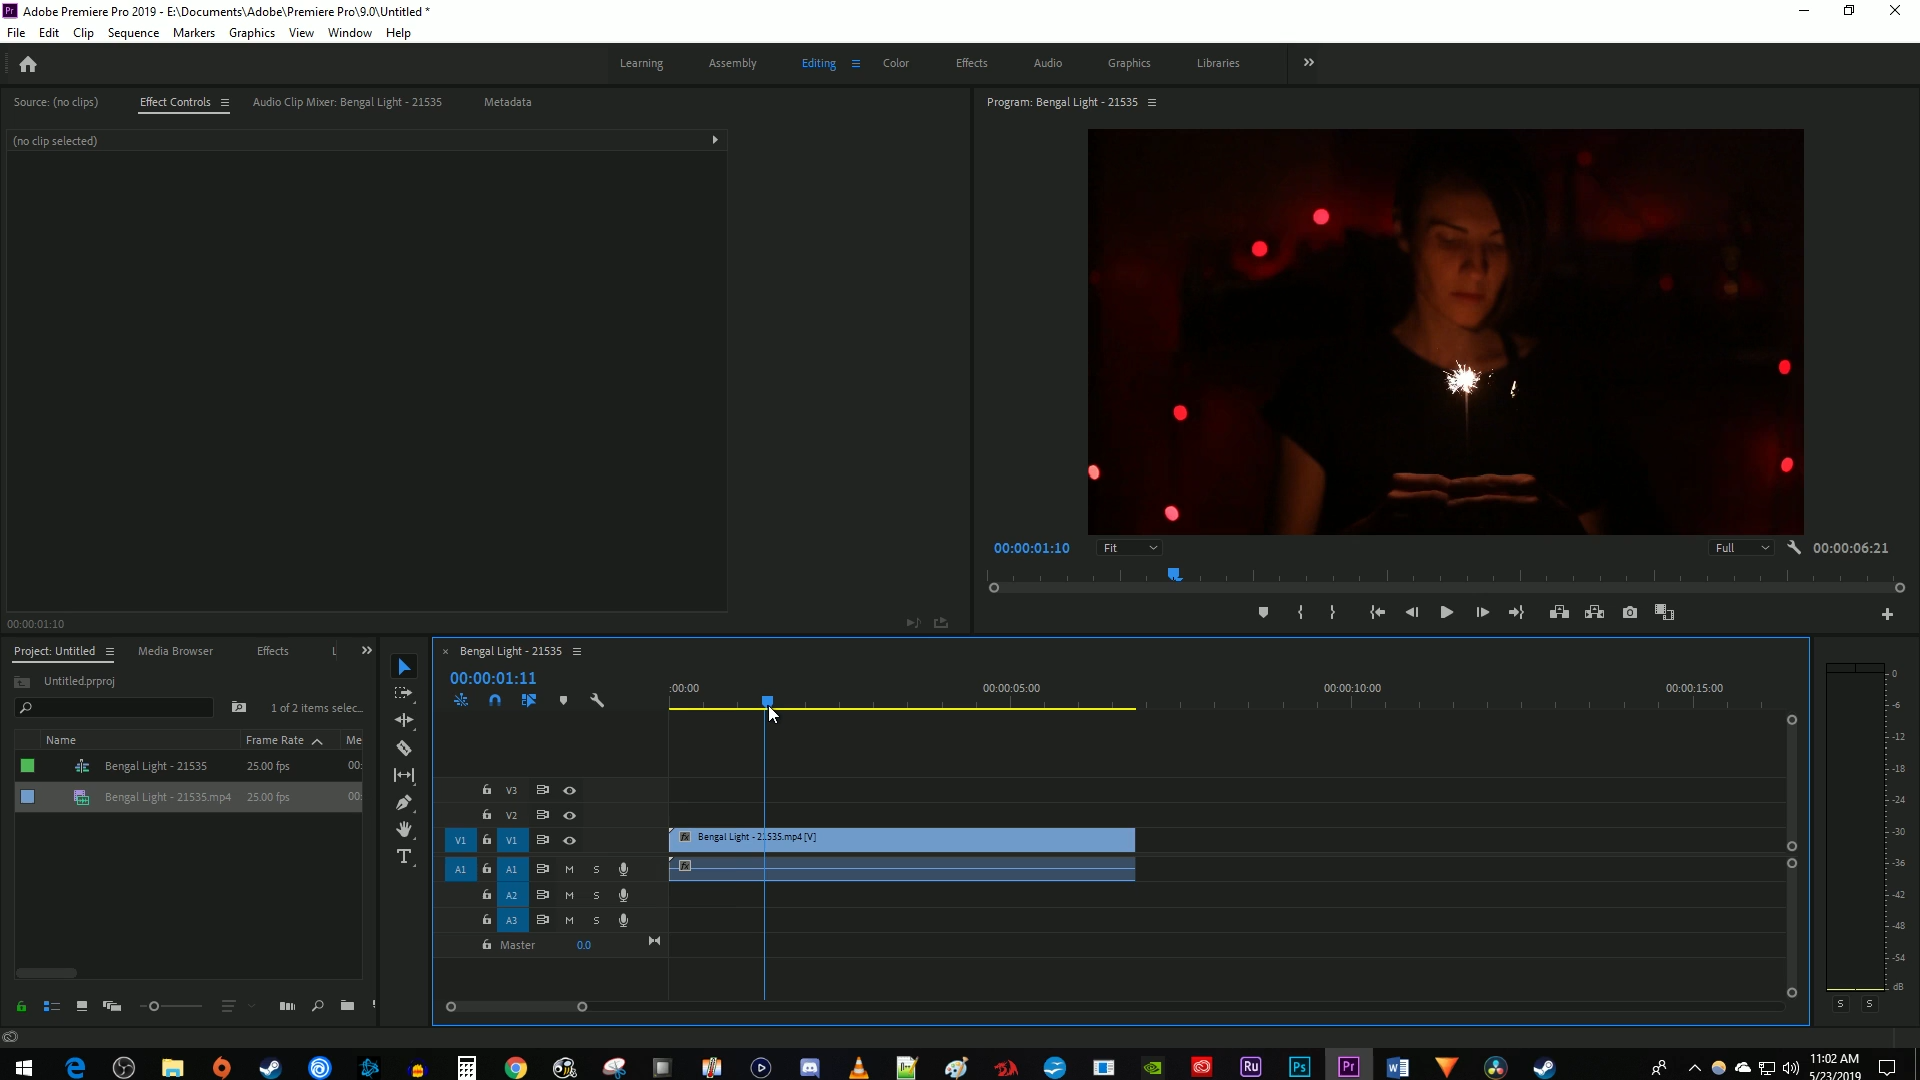 Adobe Premiere Pro 2019 - E:\Documents\Adobe\Premiere Pro\9.0\Untitled *
File Edit Clip Sequence Markers Graphics View Window Help
Learning Assembly Editing Color Effects Audio Graphics Libraries
Source: (no clips) Effect Controls Audio Clip Mixer: Bengal Light - 21535 Metadata
Program: Bengal Light - 21535
(no clip selected)
00:00:01:10 Fit Full 00:00:06:21
00:00:01:10
Project: Untitled Media Browser Effects L
Bengal Light - 21535
Untitled.prproj
00:00:01:11
:00:00 00:00:05:00 00:00:10:00 00:00:15:00
1 of 2 items selec...
Name Frame Rate Me
Bengal Light - 21535 25.00 fps 00:
Bengal Light - 21535.mp4 25.00 fps 00:
V3
V2
V1 V1 Bengal Light - 21535.mp4 [V]
A1 A1 M S
A2 M S
A3 M S
Master 0.0
0
-6
-12
-18
-24
-30
-36
-42
-48
-54
dB
S S
Ru Ps Pr
11:02 AM
5/23/2019